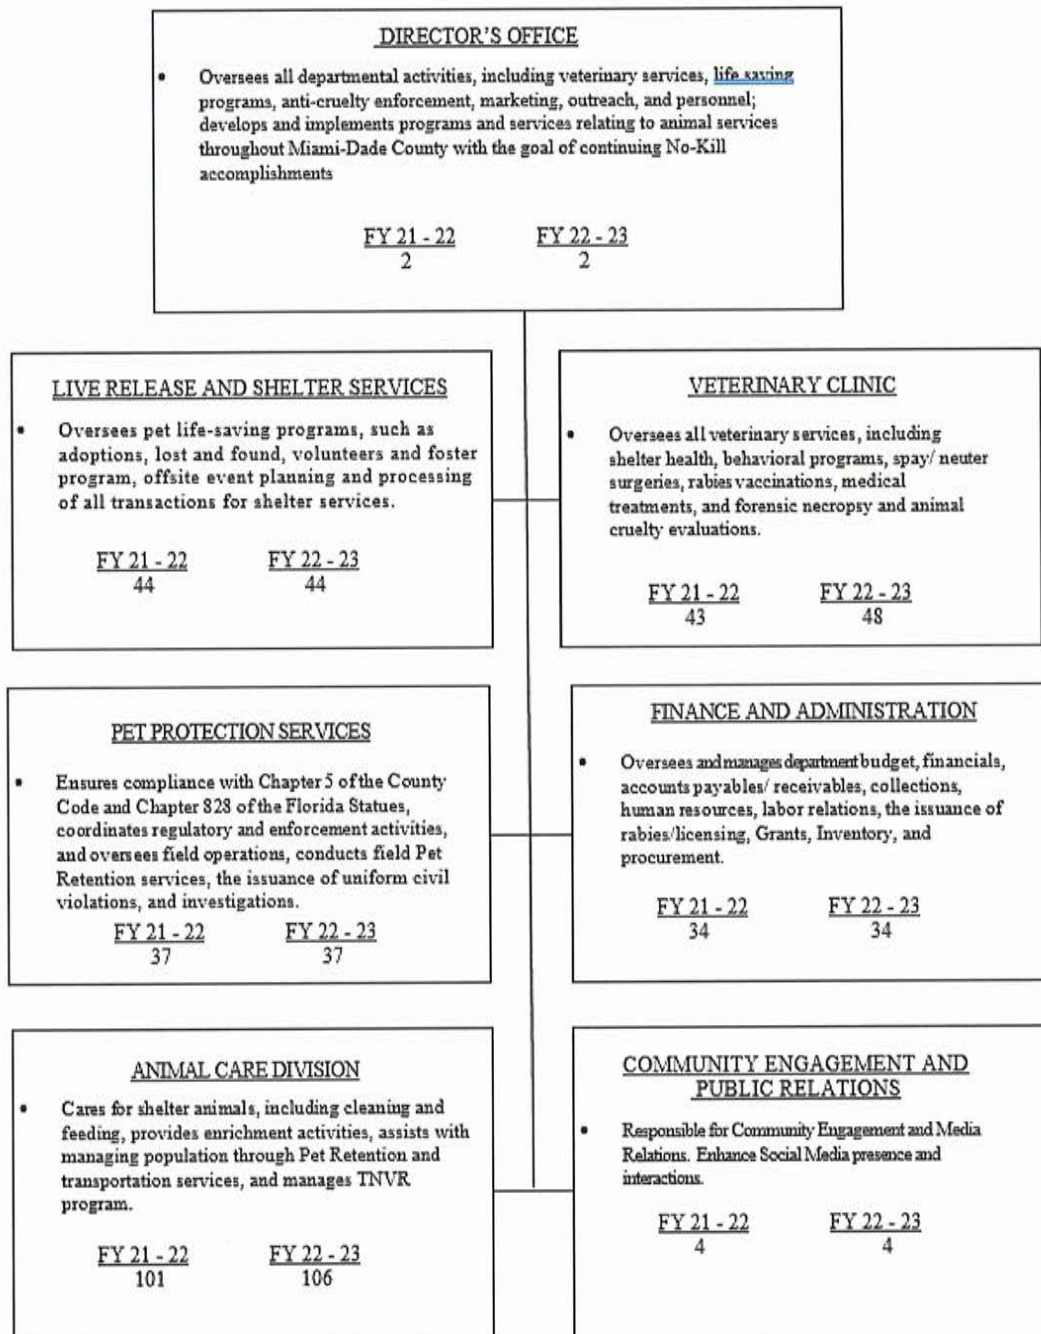 DIRECTOR'S OFFICE
• Oversees all departmental activities, including veterinary services, life saving
programs, anti-cruelty enforcement, marketing, outreach, and personnel;
develops and implements programs and services relating to animal services
throughout Miami-Dade County with the goal of continuing No-Kill
accomplishments
FY 21 - 22 FY 22 - 23
2 2
LIVE RELEASE AND SHELTER SERVICES
• Oversees pet life-saving programs, such as
adoptions, lost and found, volunteers and foster
program, offsite event planning and processing
of all transactions for shelter services.
FY 21 - 22 FY 22 - 23
44 44
VETERINARY CLINIC
• Oversees all veterinary services, including
shelter health, behavioral programs, spay/ neuter
surgeries, rabies vaccinations, medical
treatments, and forensic necropsy and animal
cruelty evaluations.
FY 21 - 22 FY 22 - 23
43 48
PET PROTECTION SERVICES
• Ensures compliance with Chapter 5 of the County
Code and Chapter 828 of the Florida Statues,
coordinates regulatory and enforcement activities,
and oversees field operations, conducts field Pet
Retention services, the issuance of uniform civil
violations, and investigations.
FY 21 - 22 FY 22 - 23
37 37
FINANCE AND ADMINISTRATION
• Oversees and manages department budget, financials,
accounts payables/ receivables, collections,
human resources, labor relations, the issuance of
rabies/licensing, Grants, Inventory, and
procurement.
FY 21 - 22 FY 22 - 23
34 34
ANIMAL CARE DIVISION
• Cares for shelter animals, including cleaning and
feeding, provides enrichment activities, assists with
managing population through Pet Retention and
transportation services, and manages TNVR
program.
FY 21 - 22 FY 22 - 23
101 106
COMMUNITY ENGAGEMENT AND
PUBLIC RELATIONS
• Responsible for Community Engagement and Media
Relations. Enhance Social Media presence and
interactions.
FY 21 - 22 FY 22 - 23
4 4